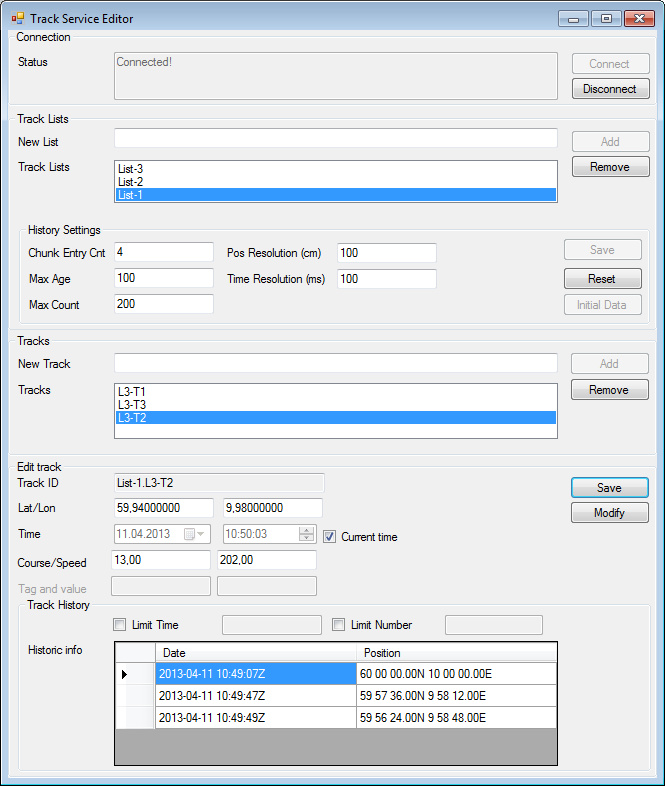 Track Service Editor
Connection
Status Connected! Connect
Disconnect
Track Lists
New List Add
Track Lists List-3 Remove
List-2
List-1
History Settings
Chunk Entry Cnt 4 Pos Resolution (cm) 100 Save
Max Age 100 Time Resolution (ms) 100 Reset
Max Count 200 Initial Data
Tracks
New Track Add
Tracks L3-T1 Remove
L3-T3
L3-T2
Edit track
Track ID List-1.L3-T2 Save
Lat/Lon 59,94000000 9,98000000 Modify
Time 11.04.2013 10:50:03 Current time
Course/Speed 13,00 202,00
Tag and value
Track History
Limit Time Limit Number
Historic info Date Position
2013-04-11 10:49:07Z 60 00 00.00N 10 00 00.00E
2013-04-11 10:49:47Z 59 57 36.00N 9 58 12.00E
2013-04-11 10:49:49Z 59 56 24.00N 9 58 48.00E